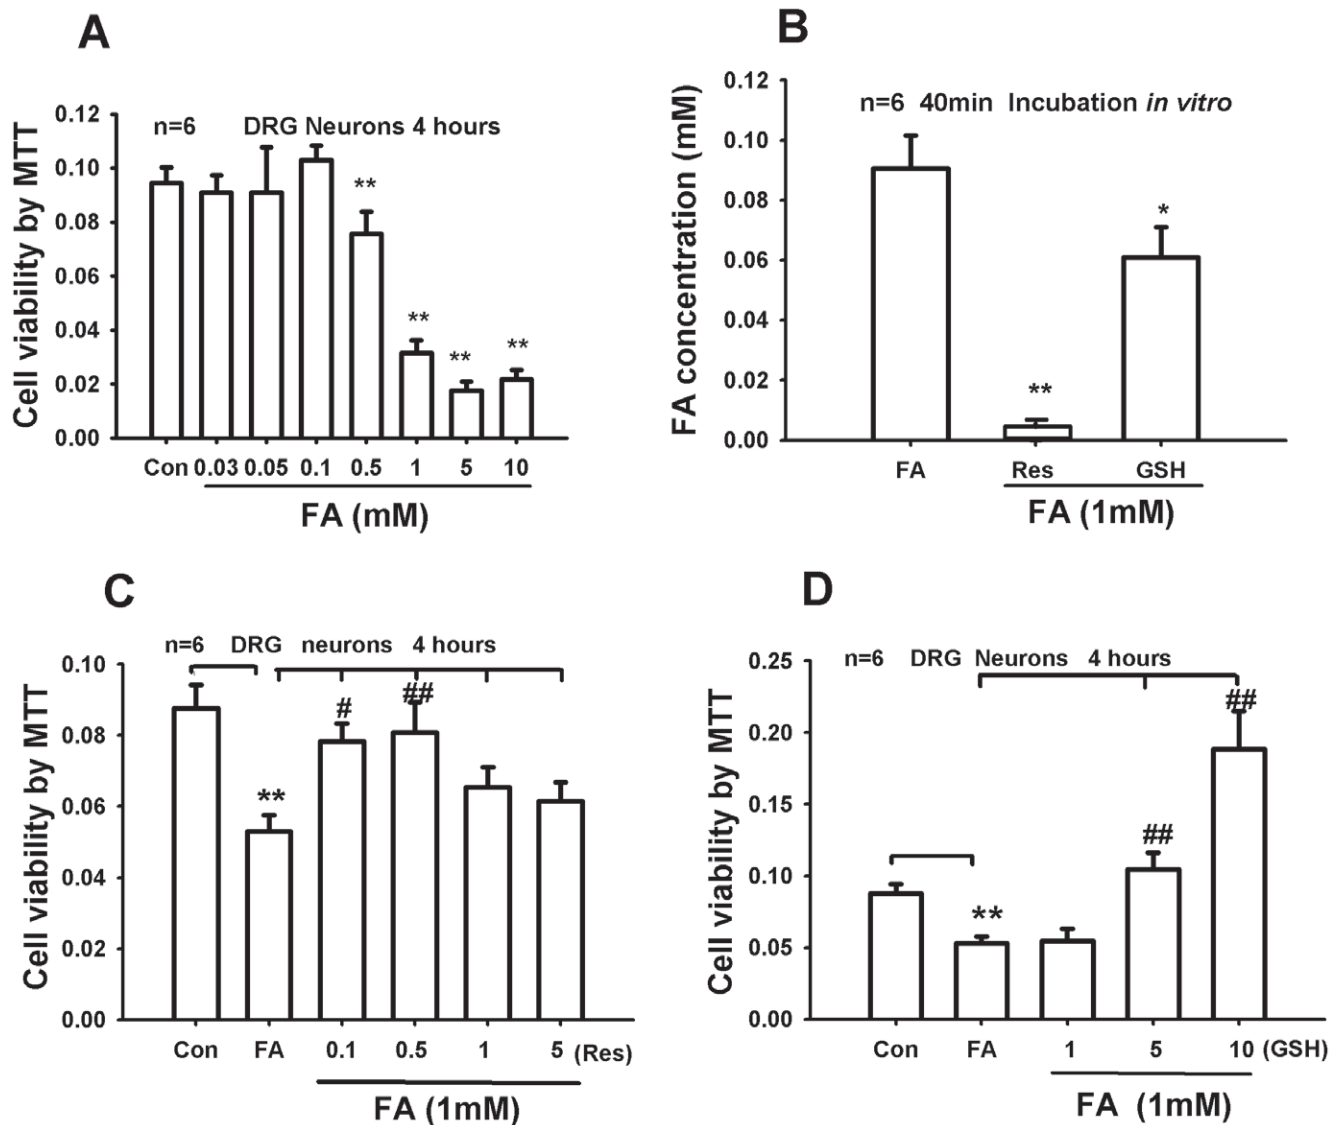 A
Cell viability by MTT
0.12
0.10
0.08
0.06
0.04
0.02
0.00
n=6 DRG Neurons 4 hours
**
**
**
**
Con 0.03 0.05 0.1 0.5 1 5 10
FA (mM)
B
FA concentration (mM)
0.12
0.10
0.08
0.06
0.04
0.02
0.00
n=6 40min Incubation in vitro
**
*
FA Res GSH
FA (1mM)
C
Cell viability by MTT
0.10
0.08
0.06
0.04
0.02
0.00
n=6 DRG neurons 4 hours
**
#
##
Con FA 0.1 0.5 1 5 (Res)
FA (1mM)
D
Cell viability by MTT
0.25
0.20
0.15
0.10
0.05
0.00
n=6 DRG Neurons 4 hours
**
##
##
Con FA 1 5 10 (GSH)
FA (1mM)